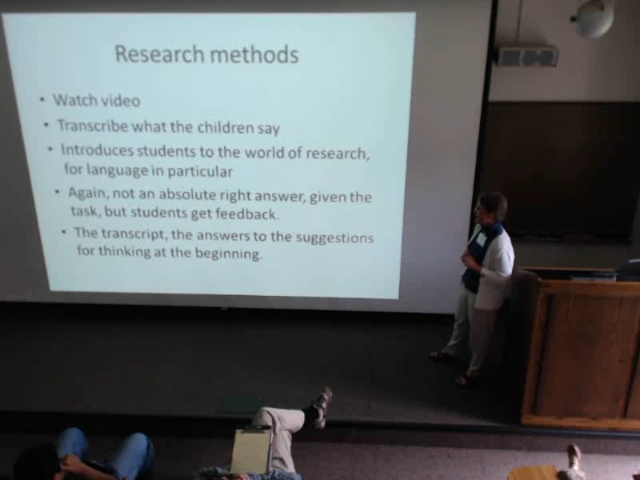 Research methods
• Watch video
• Transcribe what the children say
• Introduces students to the world of research,
for language in particular
• Again, not an absolute right answer, given the
task, but students get feedback.
• The transcript, the answers to the suggestions
for thinking at the beginning.